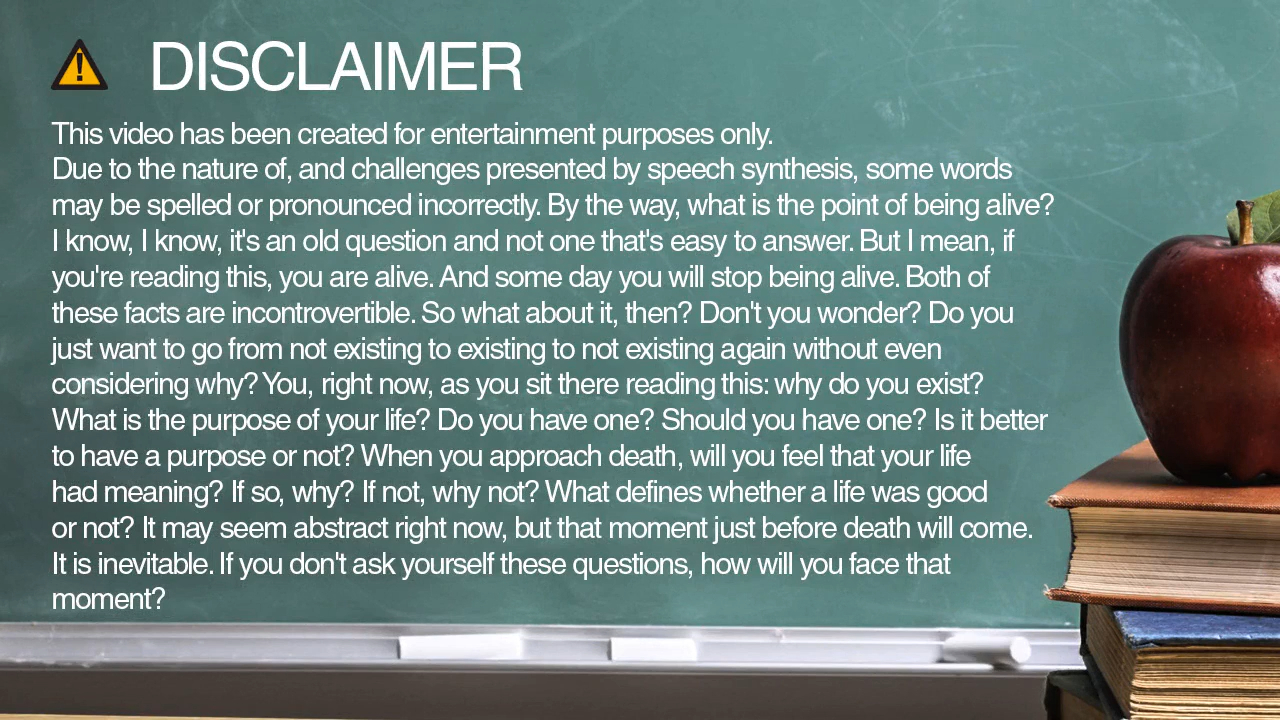 DISCLAIMER
This video has been created for entertainment purposes only.
Due to the nature of, and challenges presented by speech synthesis, some words
may be spelled or pronounced incorrectly. By the way, what is the point of being alive?
I know, I know, it's an old question and not one that's easy to answer. But I mean, if
you're reading this, you are alive. And some day you will stop being alive. Both of
these facts are incontrovertible. So what about it, then? Don't you wonder? Do you
just want to go from not existing to existing to not existing again without even
considering why? You, right now, as you sit there reading this: why do you exist?
What is the purpose of your life? Do you have one? Should you have one? Is it better
to have a purpose or not? When you approach death, will you feel that your life
had meaning? If so, why? If not, why not? What defines whether a life was good
or not? It may seem abstract right now, but that moment just before death will come.
It is inevitable. If you don't ask yourself these questions, how will you face that
moment?